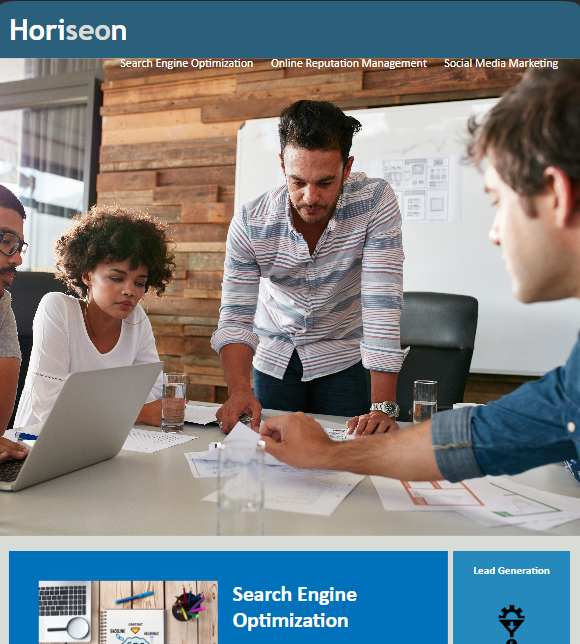 Horiseon
Search Engine Optimization Online Reputation Management Social Media Marketing
Search Engine
Optimization
Lead Generation